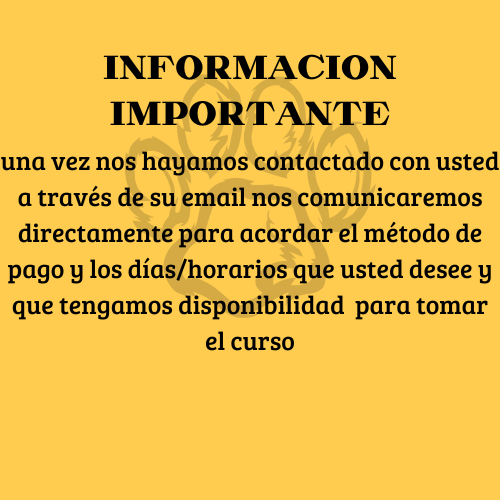 INFORMACION
IMPORTANTE
una vez nos hayamos contactado con usted
a través de su email nos comunicaremos
directamente para acordar el método de
pago y los días/horarios que usted desee y
que tengamos disponibilidad para tomar
el curso